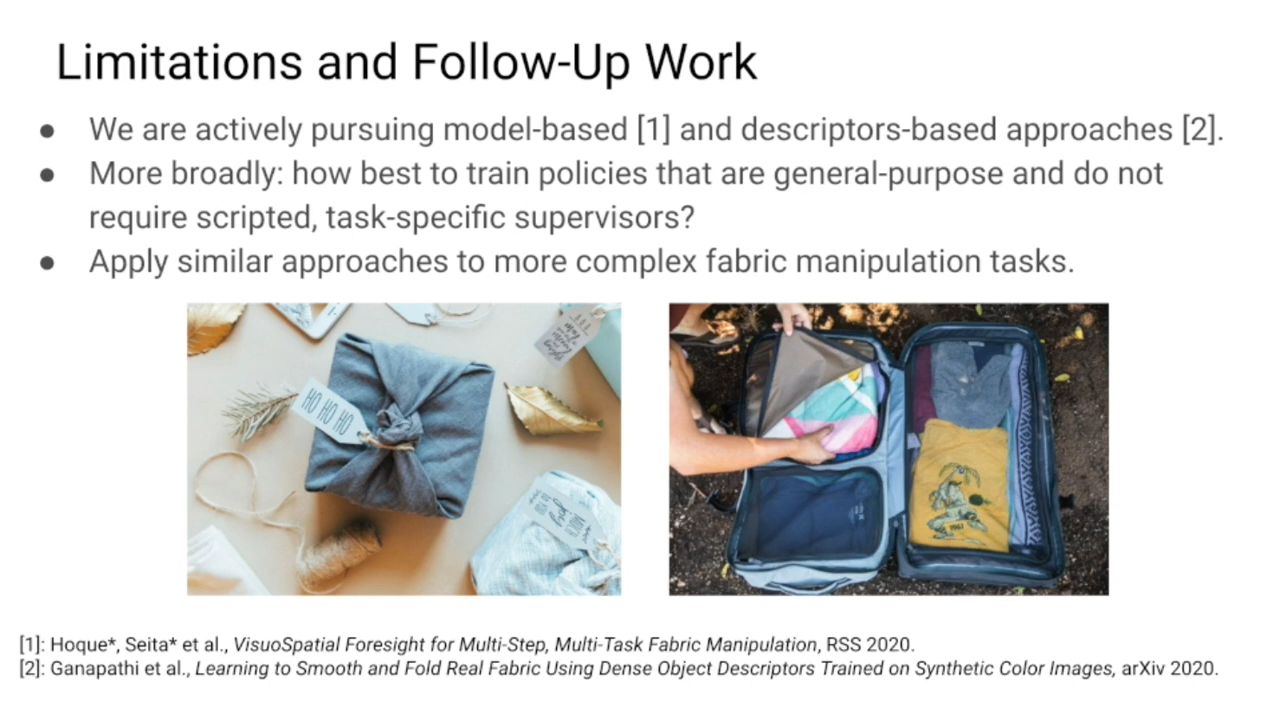 Limitations and Follow-Up Work
● We are actively pursuing model-based [1] and descriptors-based approaches [2].
● More broadly: how best to train policies that are general-purpose and do not
require scripted, task-specific supervisors?
● Apply similar approaches to more complex fabric manipulation tasks.
HO HO HO
1962
[1]: Hoque*, Seita* et al., VisuoSpatial Foresight for Multi-Step, Multi-Task Fabric Manipulation, RSS 2020.
[2]: Ganapathi et al., Learning to Smooth and Fold Real Fabric Using Dense Object Descriptors Trained on Synthetic Color Images, arXiv 2020.